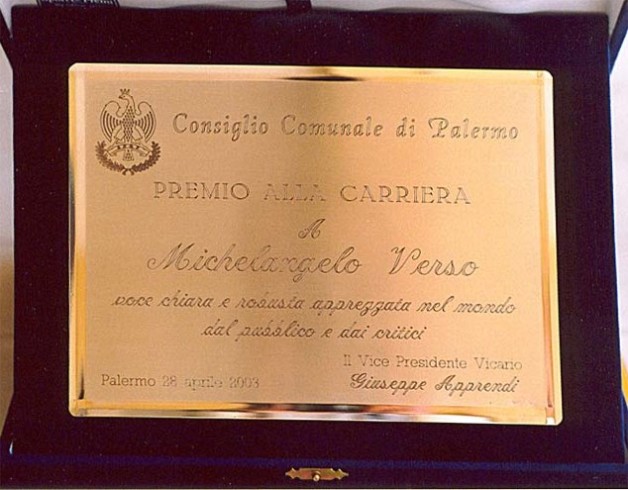 Consiglio Comunale di Palermo
PREMIO ALLA CARRIERA
A
Michelangelo Verso
voce chiara e robusta apprezzata nel mondo
dal pubblico e dai critici
Il Vice Presidente Vicario
Palermo 28 aprile 2003
Giuseppe Apprendi